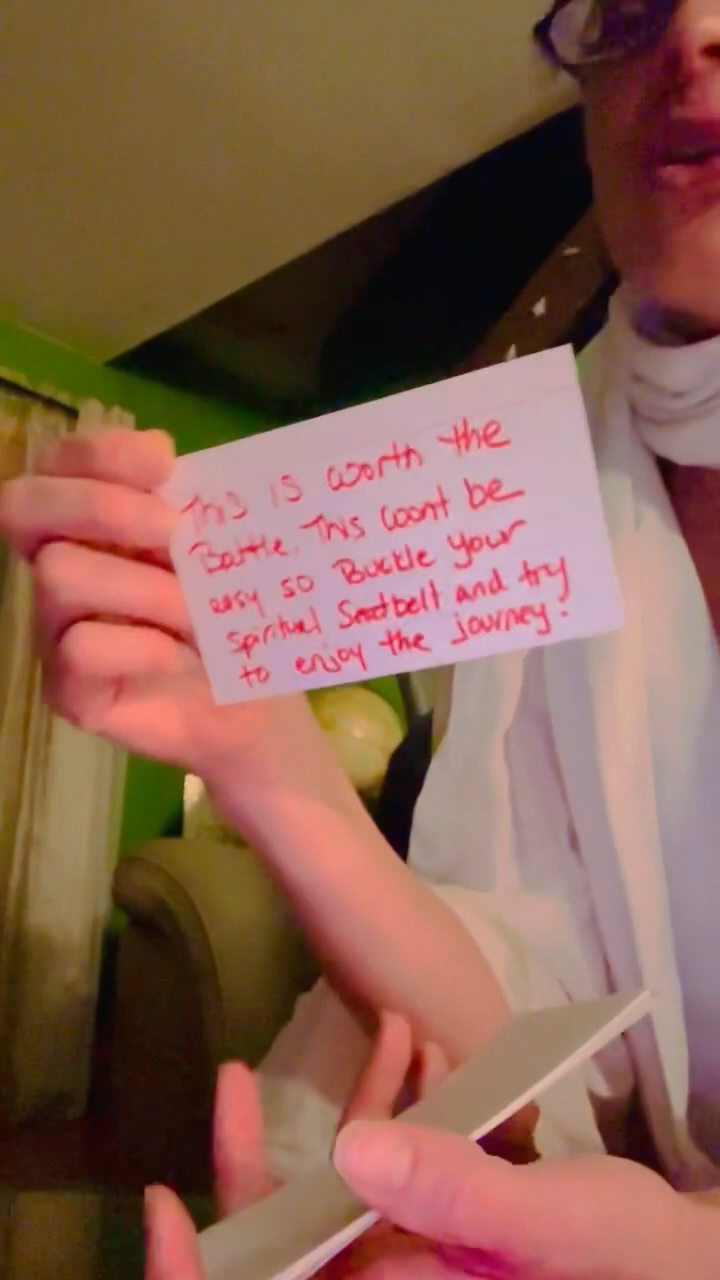 This is worth the
Battle. This wont be
easy so Buckle your
spiritual Seatbelt and try
to enjoy the journey!